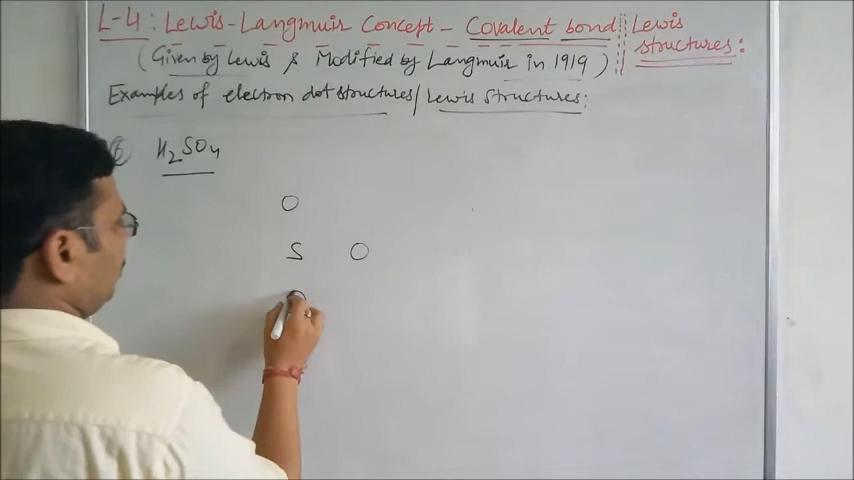 L-4: Lewis-Langmuir Concept - Covalent bond Lewis structures:
(Given by Lewis & Modified by Langmuir in 1919)
Examples of electron dot structures/Lewis Structures:
6 H₂SO₄
O
S O